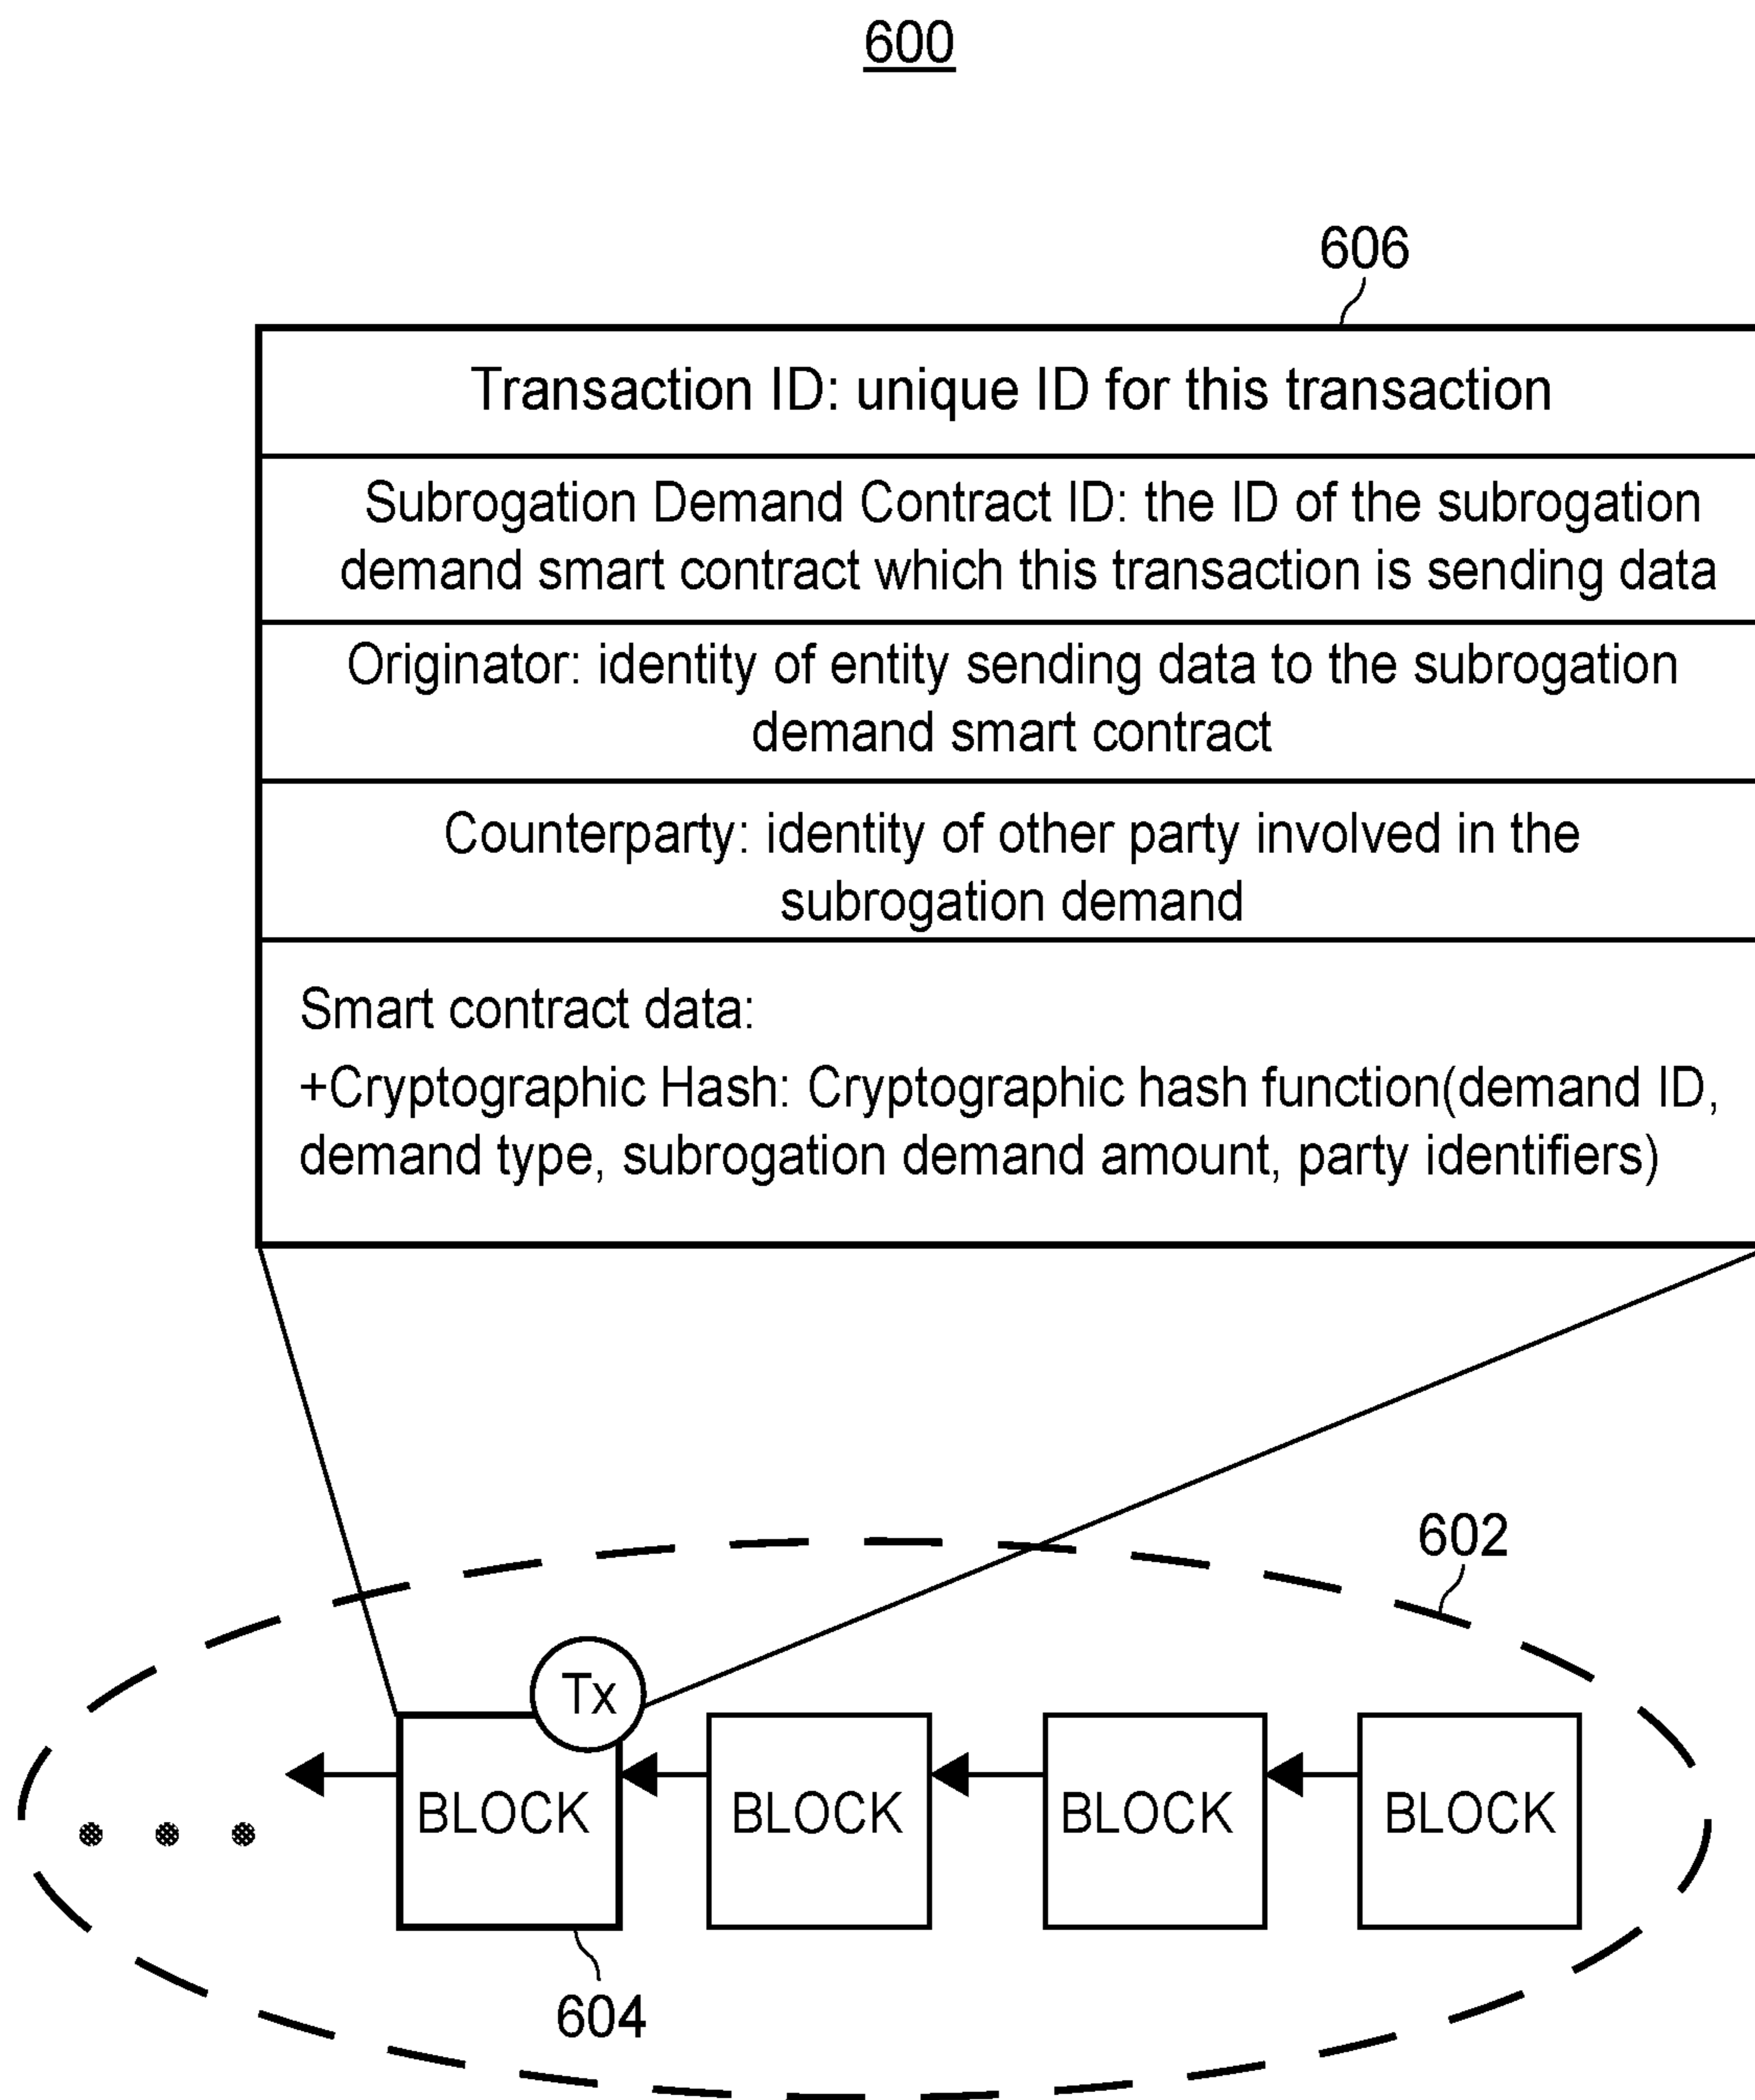 600
606
Transaction ID: unique ID for this transaction
Subrogation Demand Contract ID: the ID of the subrogation
demand smart contract which this transaction is sending data
Originator: identity of entity sending data to the subrogation
demand smart contract
Counterparty: identity of other party involved in the
subrogation demand
Smart contract data:
+Cryptographic Hash: Cryptographic hash function(demand ID,
demand type, subrogation demand amount, party identifiers)
602
Tx
BLOCK
BLOCK
BLOCK
BLOCK
604